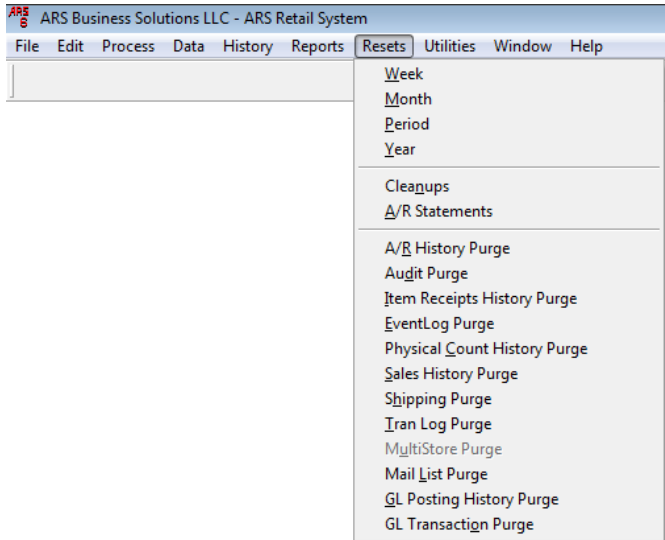 ARS 6 ARS Business Solutions LLC - ARS Retail System
File Edit Process Data History Reports Resets Utilities Window Help
Week
Month
Period
Year
Cleanups
A/R Statements
A/R History Purge
Audit Purge
Item Receipts History Purge
EventLog Purge
Physical Count History Purge
Sales History Purge
Shipping Purge
Tran Log Purge
MultiStore Purge
Mail List Purge
GL Posting History Purge
GL Transaction Purge